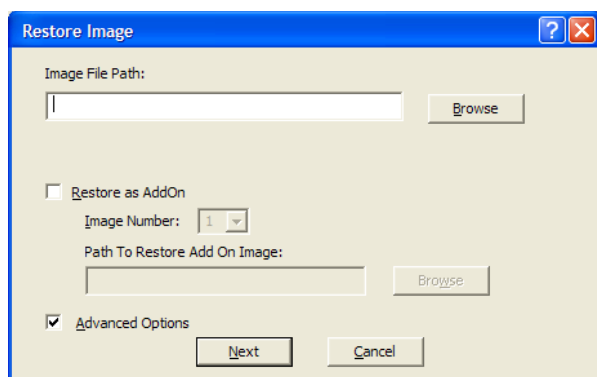 Restore Image
Image File Path:
Browse
Restore as AddOn
Image Number: 1
Path To Restore Add On Image:
Browse
Advanced Options
Next Cancel